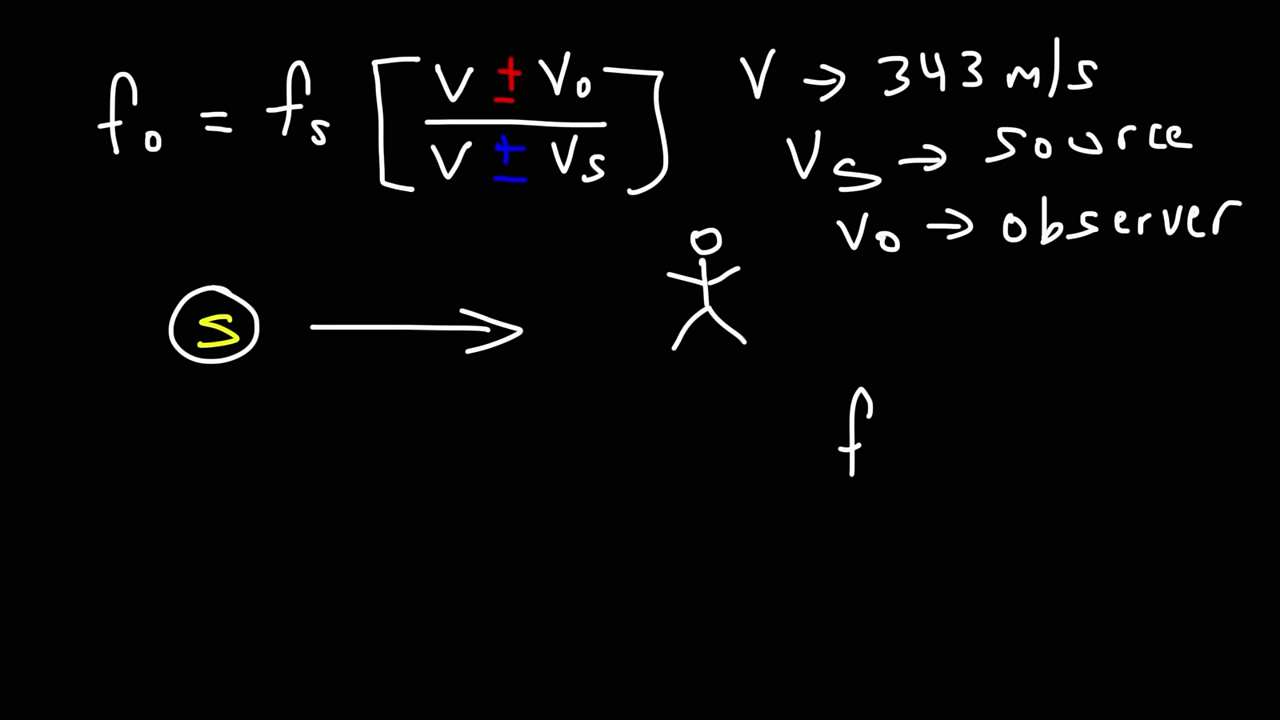 f₀ = fₛ [ (V ± V₀) / (V ± Vₛ) ]
V → 343 m/s
Vₛ → source
V₀ → observer
S
f